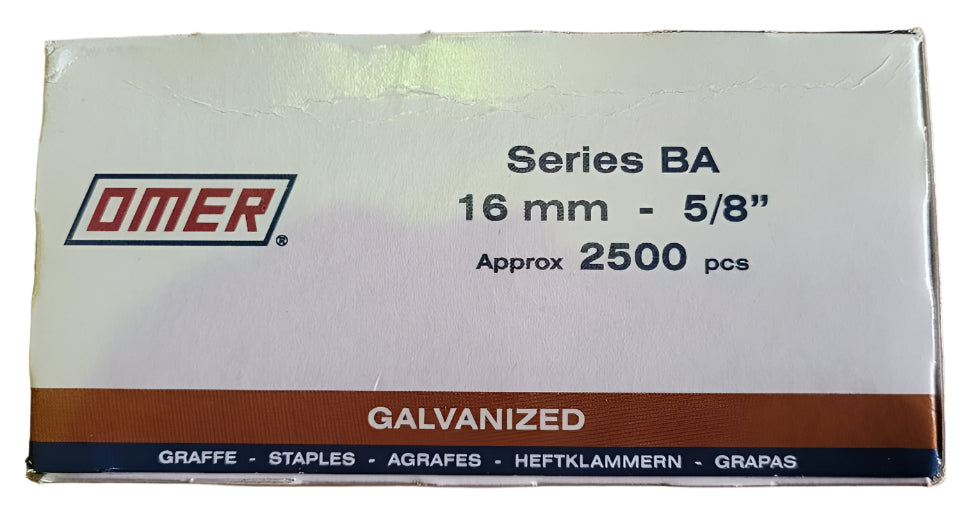 OMER®
Series BA
16 mm - 5/8”
Approx 2500 pcs
GALVANIZED
GRAFFE - STAPLES - AGRAFES - HEFTKLAMMERN - GRAPAS